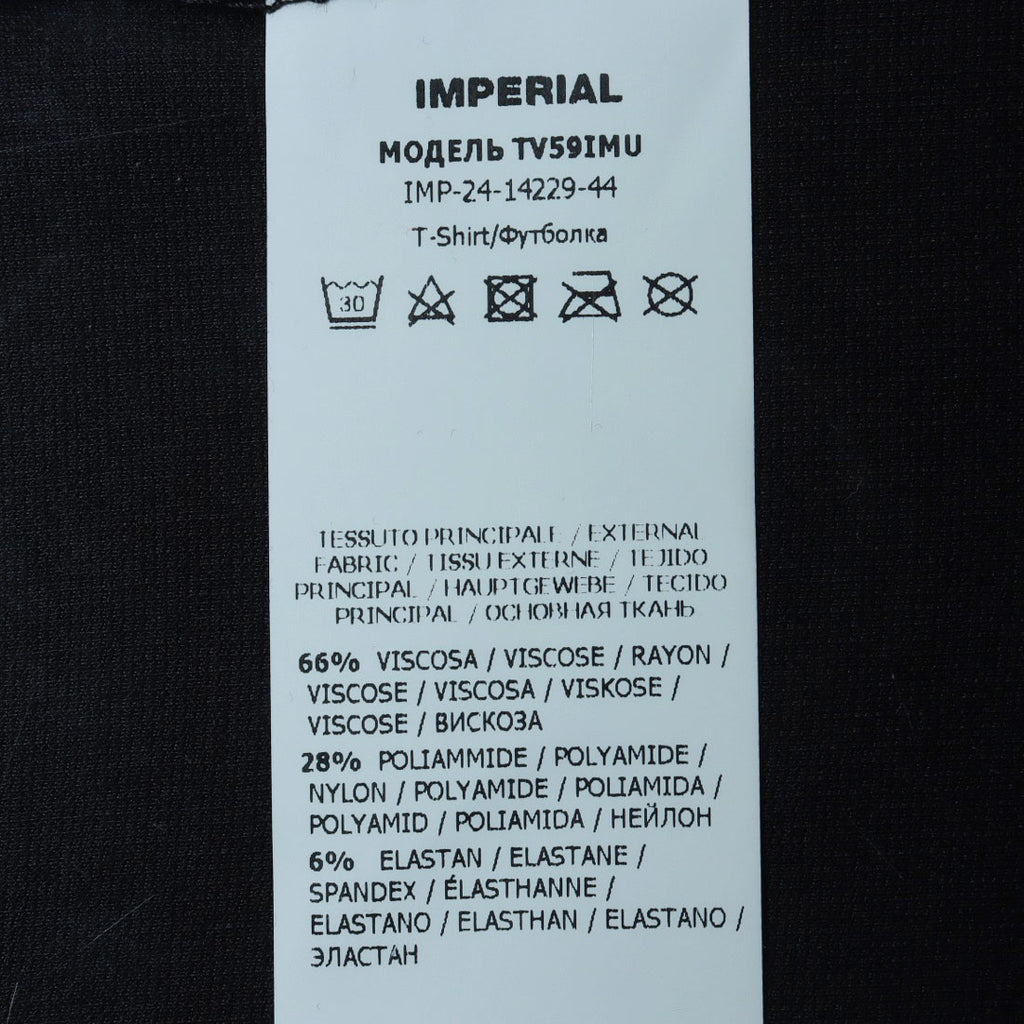 IMPERIAL
МОДЕЛЬ TV59IMU
IMP-24-14229-44
T-Shirt/Футболка
30
TESSUTO PRINCIPALE / EXTERNAL
FABRIC / TISSU EXTERNE / TEJIDO
PRINCIPAL / HAUPTGEWEBE / TECIDO
PRINCIPAL / ОСНОВНАЯ ТКАНЬ
66% VISCOSA / VISCOSE / RAYON /
VISCOSE / VISCOSA / VISKOSE /
VISCOSE / ВИСКОЗА
28% POLIAMMIDE / POLYAMIDE /
NYLON / POLYAMIDE / POLIAMIDA /
POLYAMID / POLIAMIDA / НЕЙЛОН
6% ELASTAN / ELASTANE /
SPANDEX / ÉLASTHANNE /
ELASTANO / ELASTHAN / ELASTANO /
ЭЛАСТАН